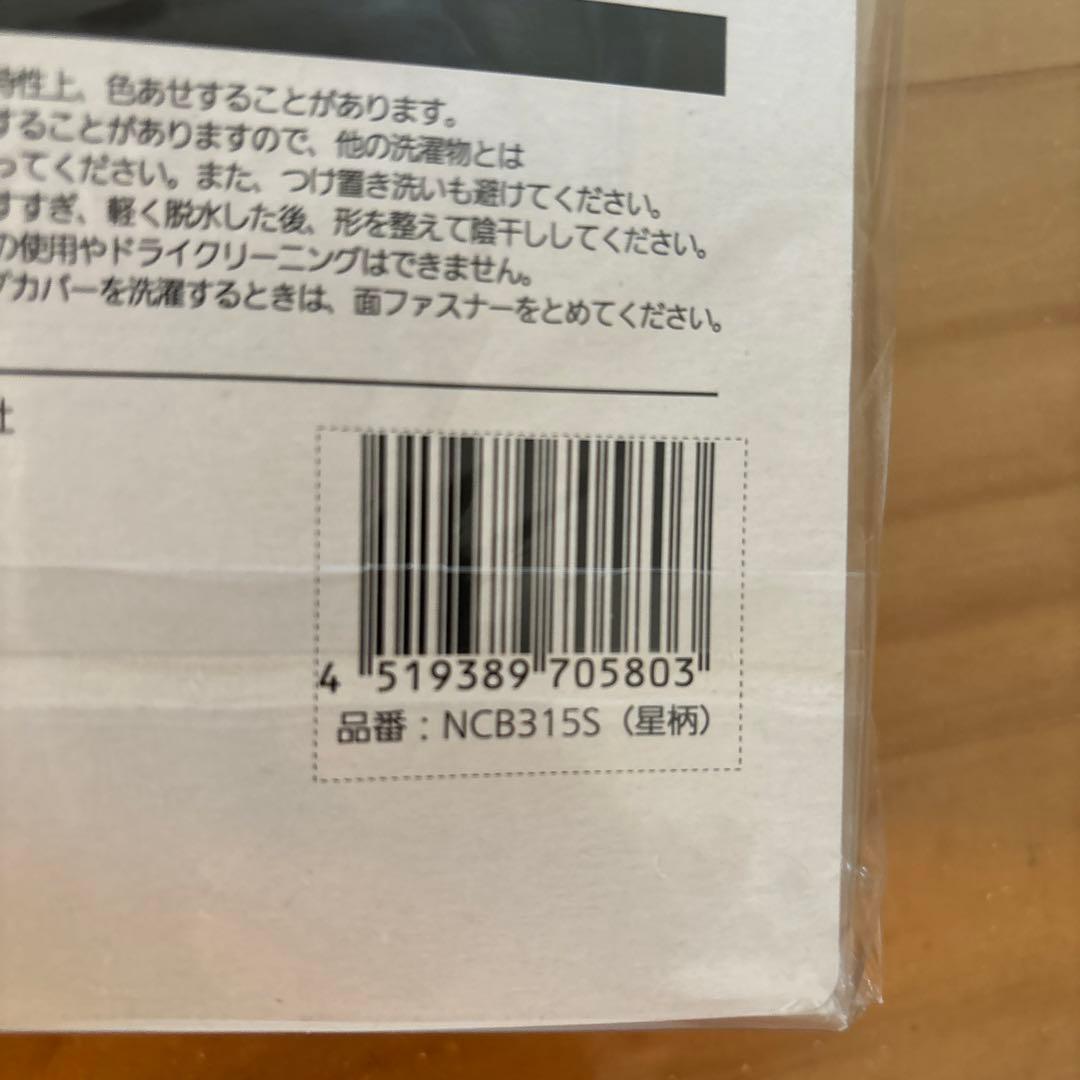 特性上、色あせすることがあります。
することがありますので、他の洗濯物とは
ってください。また、つけ置き洗いも避けてください。
すすぎ、軽く脱水した後、形を整えて陰干ししてください。
の使用やドライクリーニングはできません。
グカバーを洗濯するときは、面ファスナーをとめてください。
社
4 519389 705803
品番：NCB315S（星柄）